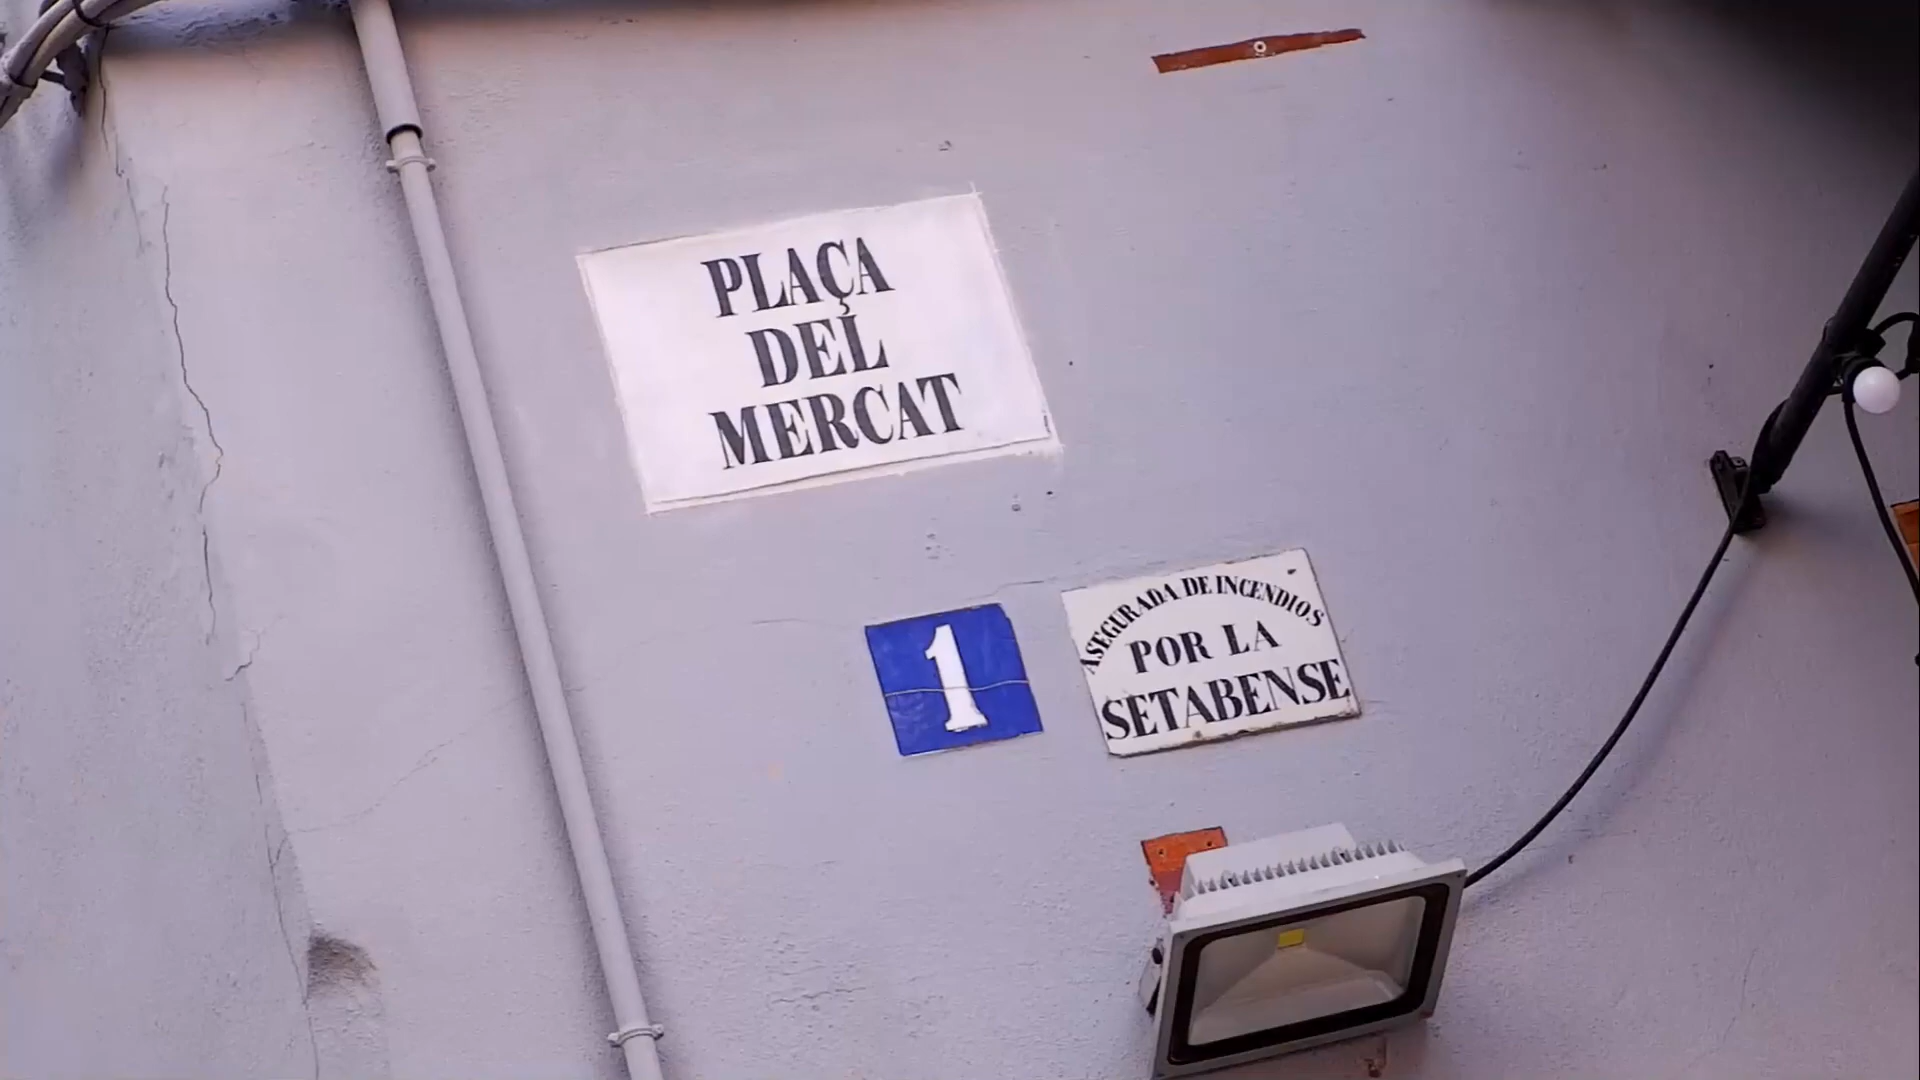 PLAÇA
DEL
MERCAT
1
ASEGURADA DE INCENDIOS
POR LA
SETABENSE